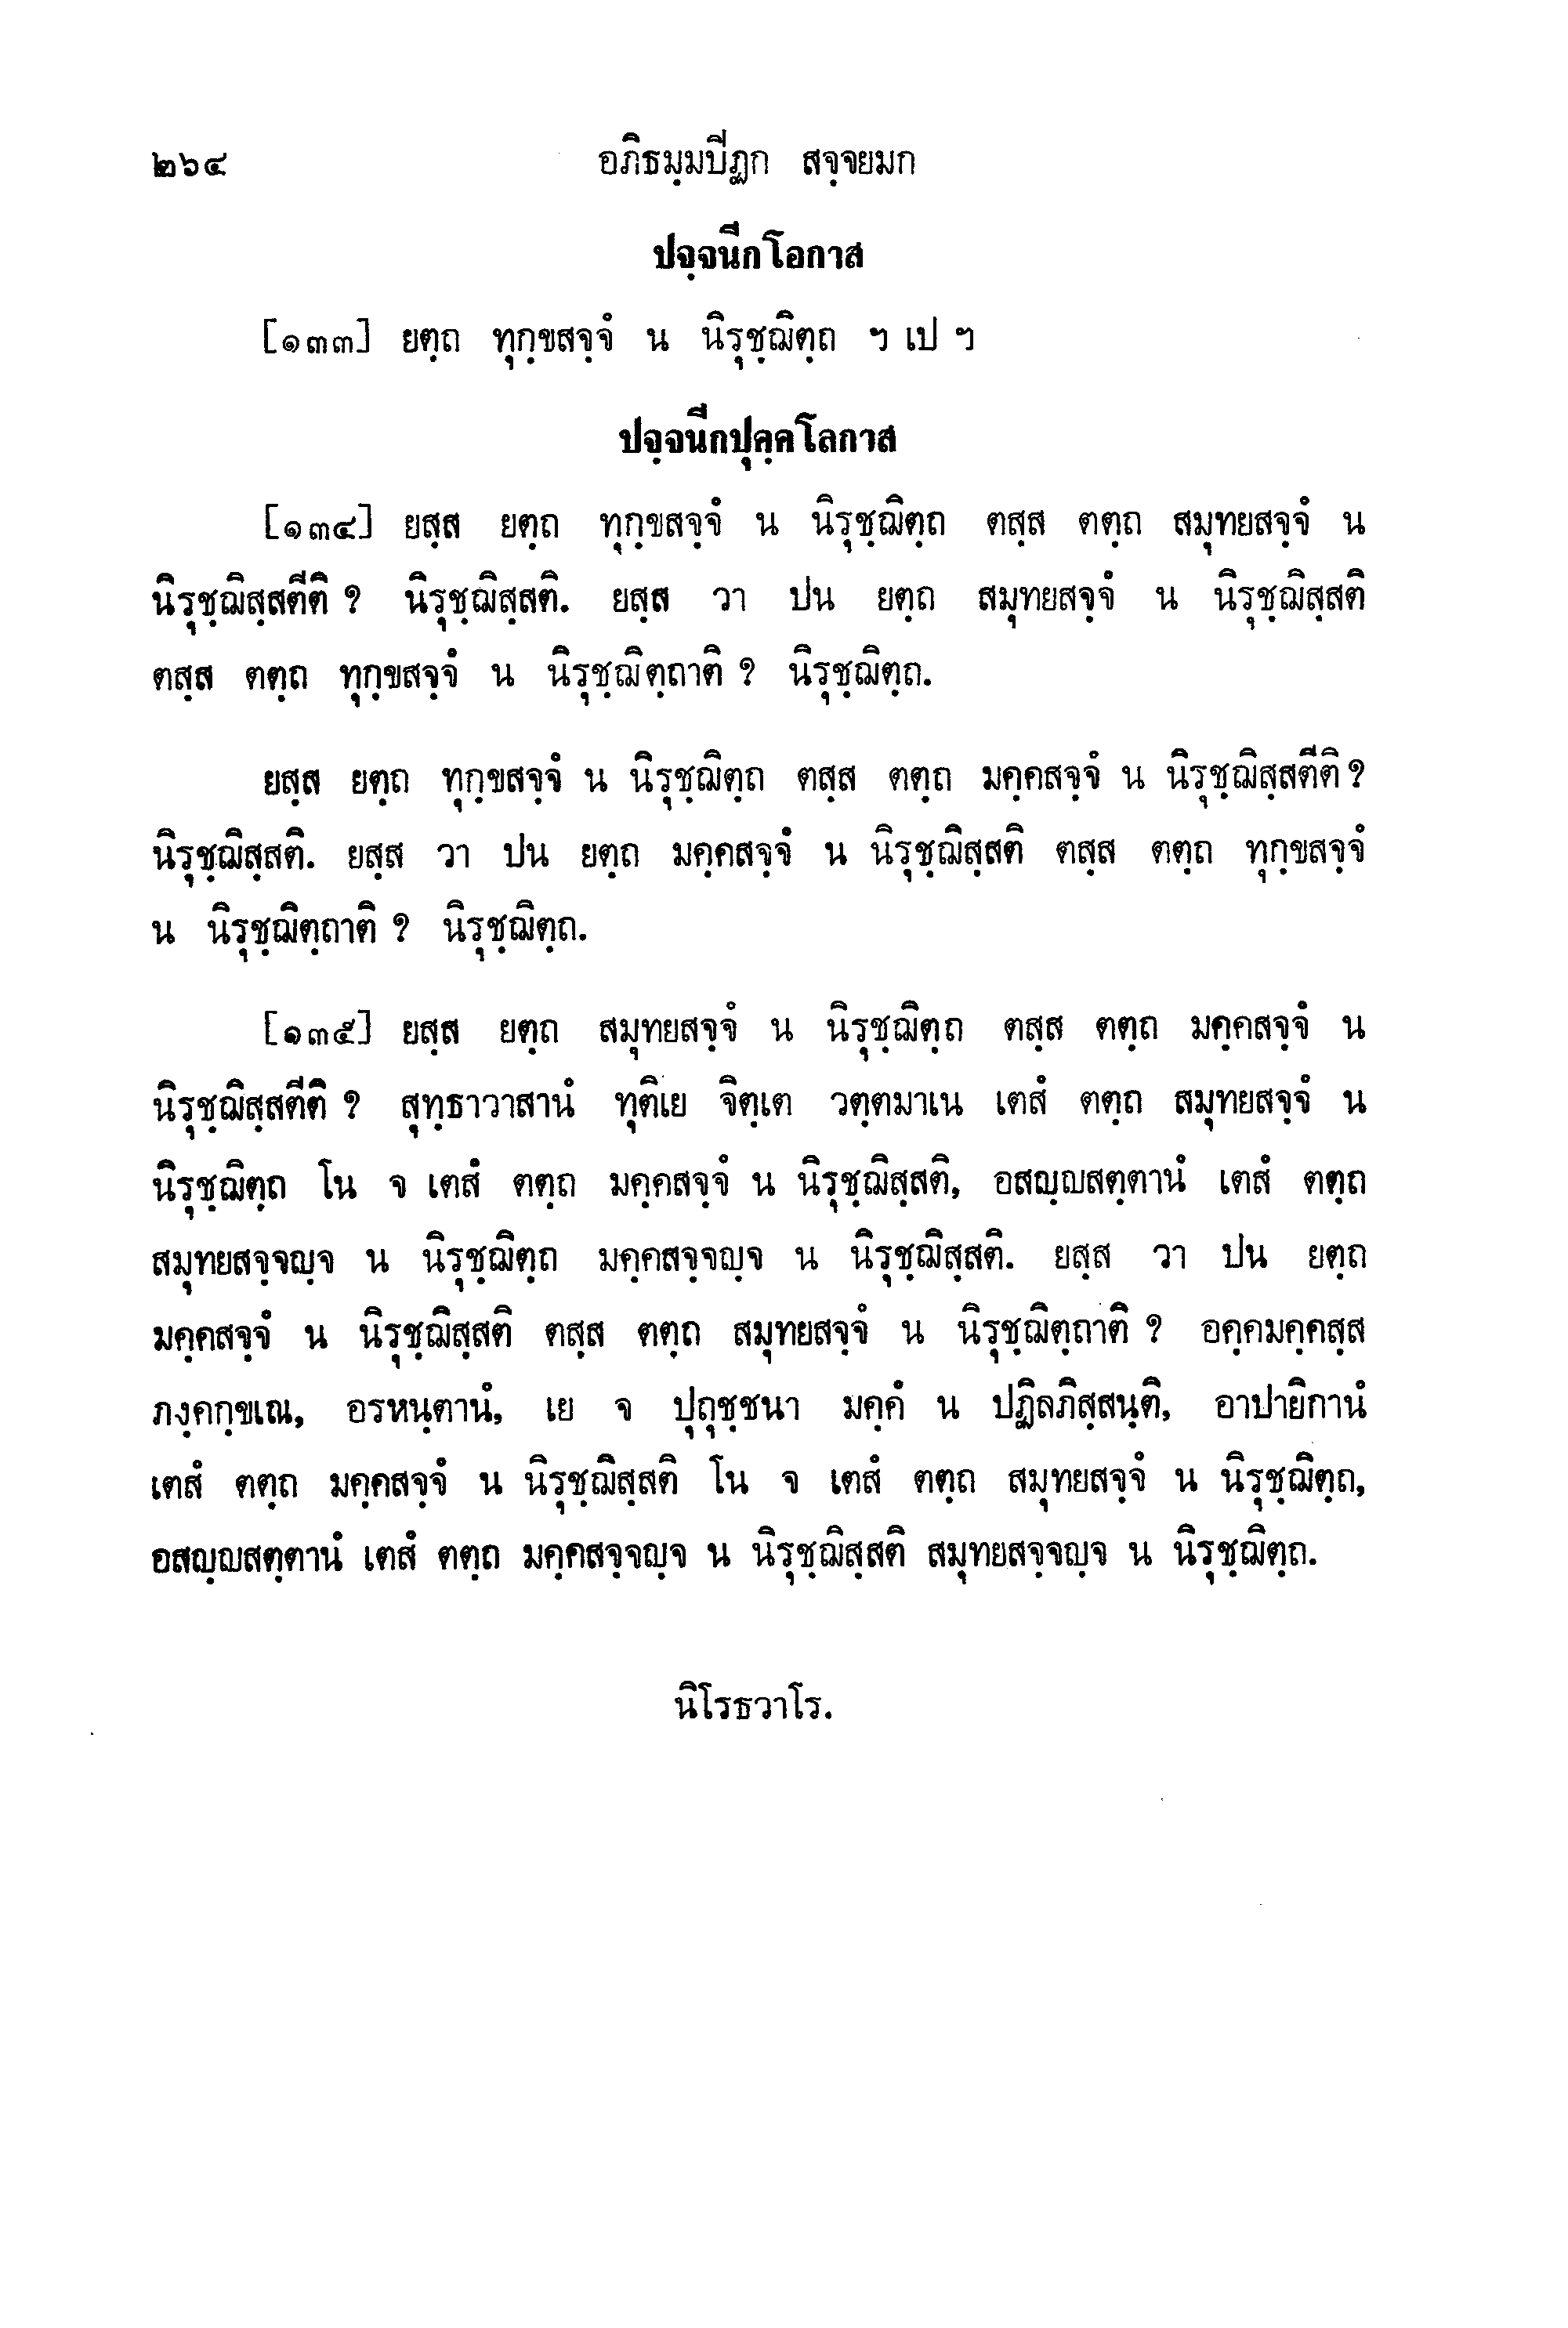 ๒๖๔ อภิธมฺมปีฏก สจฺจยมก
ปจฺจนีกโอกาส
[๑๓๓] ยตฺถ ทุกฺขสจฺจํ น นิรุชฺฌิตฺถ ฯ เป ฯ
ปจฺจนีกปุคฺคโลกาส
[๑๓๔] ยสฺส ยตฺถ ทุกฺขสจฺจํ น นิรุชฺฌิตฺถ ตสฺส ตตฺถ สมุทยสจฺจํ น
นิรุชฺฌิสฺสตีติ ? นิรุชฺฌิสฺสติ. ยสฺส วา ปน ยตฺถ สมุทยสจฺจํ น นิรุชฺฌิสฺสติ
ตสฺส ตตฺถ ทุกฺขสจฺจํ น นิรุชฺฌิตฺถาติ ? นิรุชฺฌิตฺถ.
ยสฺส ยตฺถ ทุกฺขสจฺจํ น นิรุชฺฌิตฺถ ตสฺส ตตฺถ มคฺคสจฺจํ น นิรุชฺฌิสฺสตีติ ?
นิรุชฺฌิสฺสติ. ยสฺส วา ปน ยตฺถ มคฺคสจฺจํ น นิรุชฺฌิสฺสติ ตสฺส ตตฺถ ทุกฺขสจฺจํ
น นิรุชฺฌิตฺถาติ ? นิรุชฺฌิตฺถ.
[๑๓๕] ยสฺส ยตฺถ สมุทยสจฺจํ น นิรุชฺฌิตฺถ ตสฺส ตตฺถ มคฺคสจฺจํ น
นิรุชฺฌิสฺสตีติ ? สุทฺธาวาสานํ ทุติเย จิตฺเต วตฺตมาเน เตสํ ตตฺถ สมุทยสจฺจํ น
นิรุชฺฌิตฺถ โน จ เตสํ ตตฺถ มคฺคสจฺจํ น นิรุชฺฌิสฺสติ, อสญฺญสตฺตานํ เตสํ ตตฺถ
สมุทยสจฺจญฺจ น นิรุชฺฌิตฺถ มคฺคสจฺจญฺจ น นิรุชฺฌิสฺสติ. ยสฺส วา ปน ยตฺถ
มคฺคสจฺจํ น นิรุชฺฌิสฺสติ ตสฺส ตตฺถ สมุทยสจฺจํ น นิรุชฺฌิตฺถาติ ? อคฺคมคฺคสฺส
ภงฺคกฺขเณ, อรหนฺตานํ, เย จ ปุถุชฺชนา มคฺคํ น ปฏิลภิสฺสนฺติ, อาปายิกานํ
เตสํ ตตฺถ มคฺคสจฺจํ น นิรุชฺฌิสฺสติ โน จ เตสํ ตตฺถ สมุทยสจฺจํ น นิรุชฺฌิตฺถ,
อสญฺญสตฺตานํ เตสํ ตตฺถ มคฺคสจฺจญฺจ น นิรุชฺฌิสฺสติ สมุทยสจฺจญฺจ น นิรุชฺฌิตฺถ.
นิโรธวาโร.